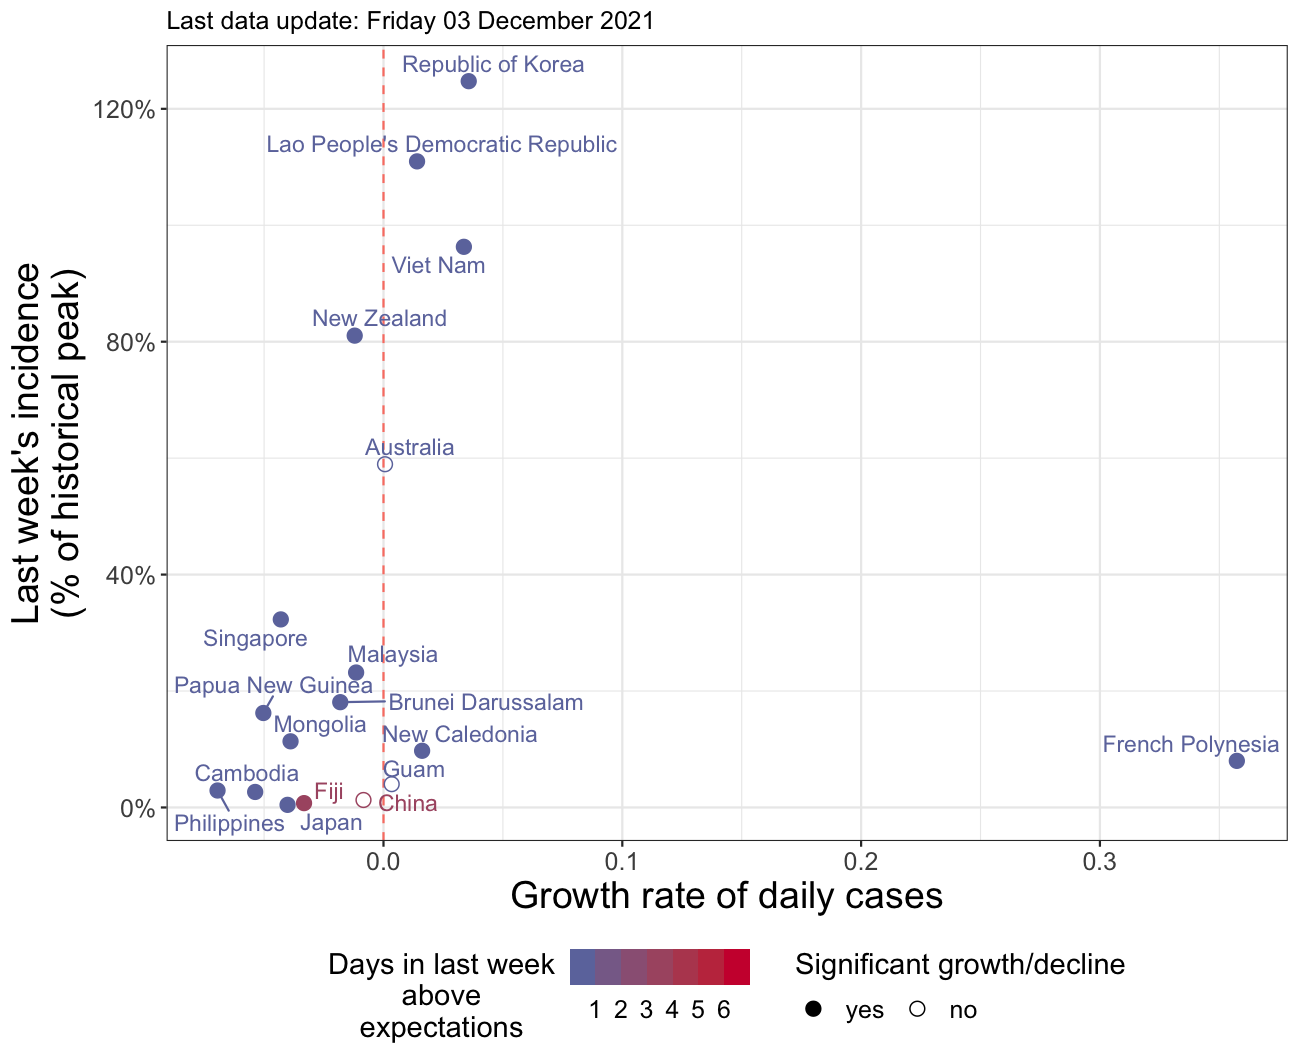 Last data update: Friday 03 December 2021
Last week's incidence
(% of historical peak)
120%
80%
40%
0%
Republic of Korea
Lao People's Democratic Republic
Viet Nam
New Zealand
Australia
Singapore
Malaysia
Papua New Guinea
Brunei Darussalam
Mongolia
New Caledonia
French Polynesia
Guam
Cambodia
Fiji
China
Philippines
Japan
0.0 0.1 0.2 0.3
Growth rate of daily cases
Days in last week
above
expectations
1 2 3 4 5 6
Significant growth/decline
yes no